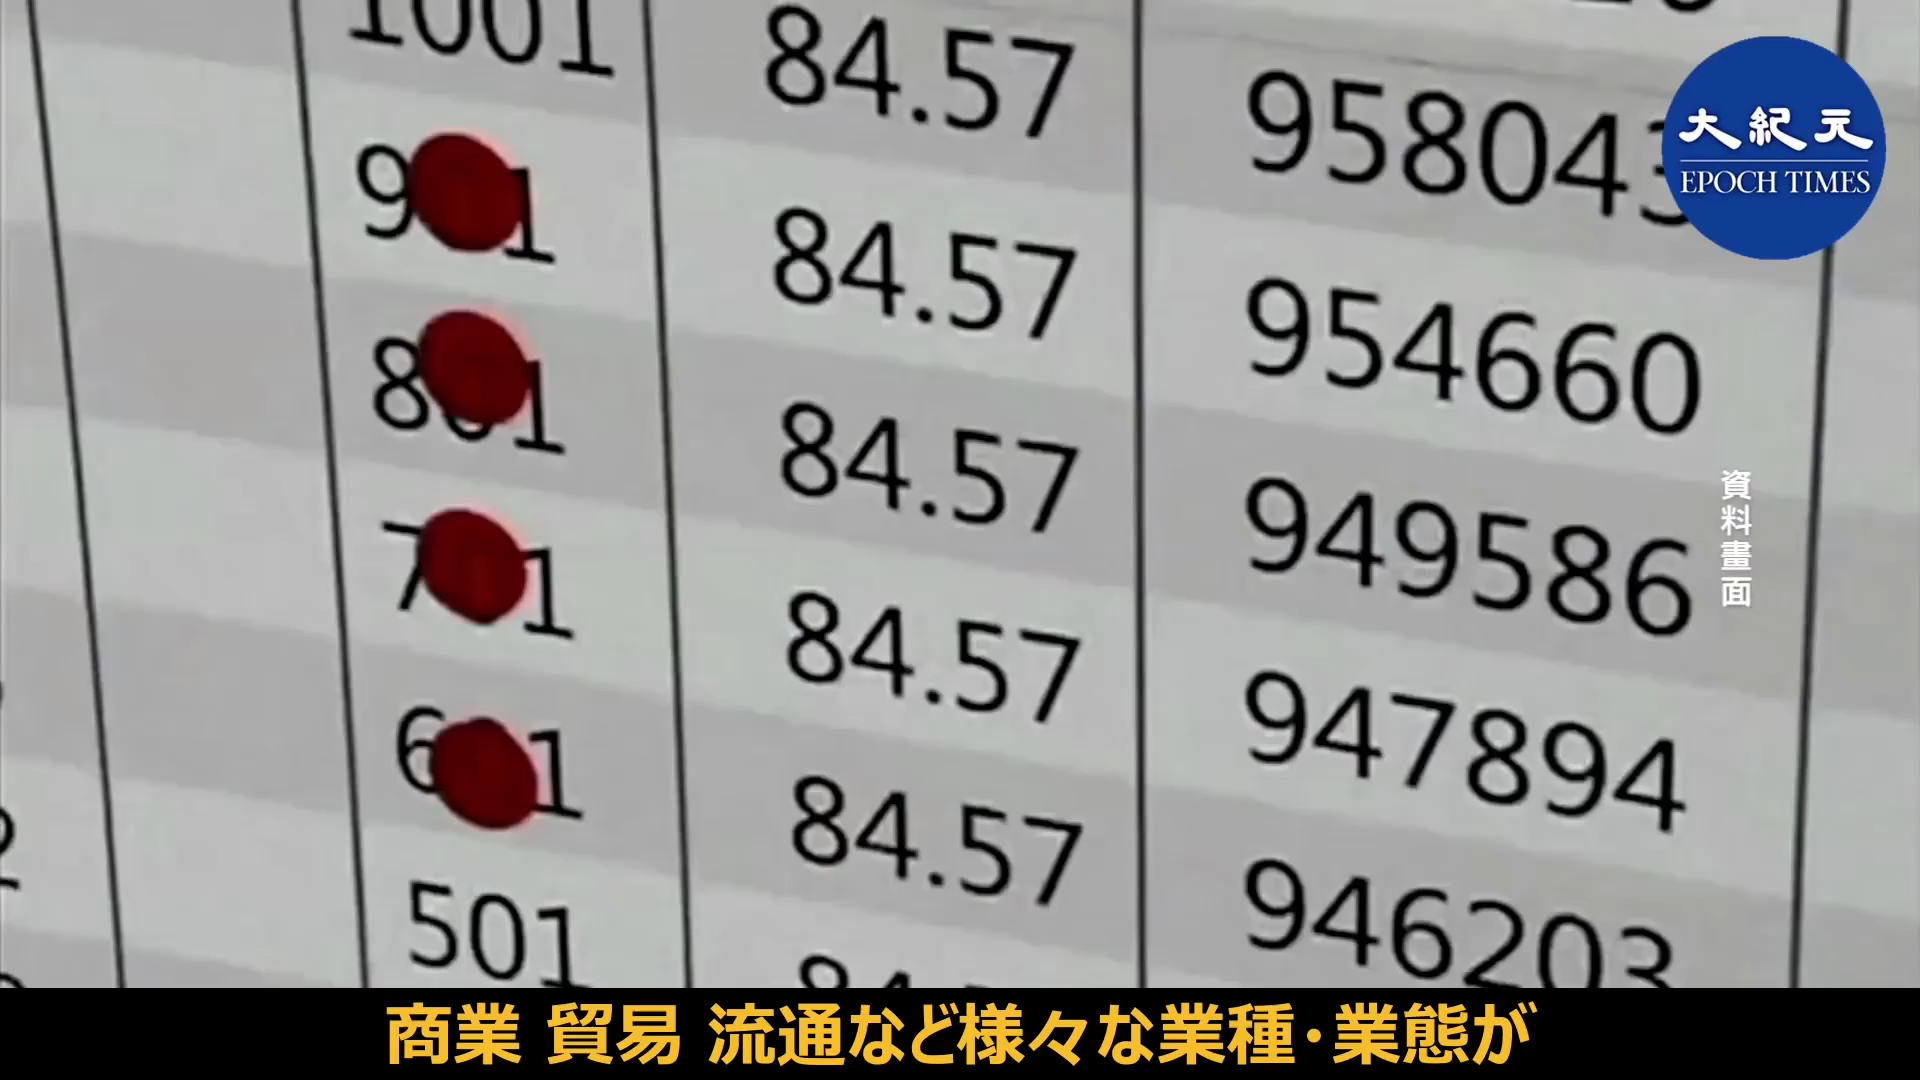 1001 84.57 958043
84.57 954660
84.57 949586
84.57 947894
84.57 946203
501
大紀元
EPOCH TIMES
資料畫面
商業 貿易 流通など様々な業種・業態が